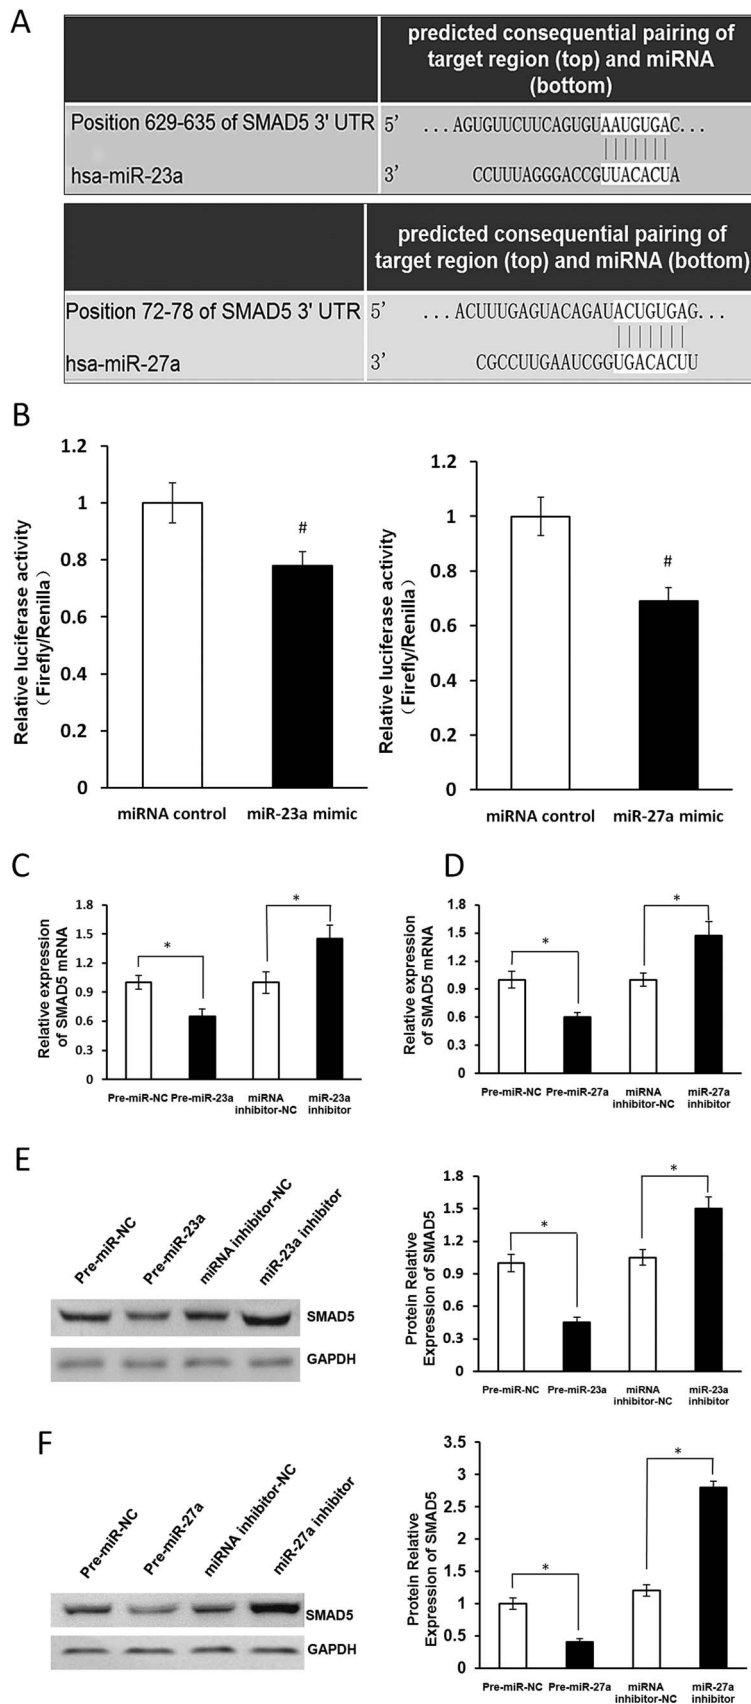 A
predicted consequential pairing of
target region (top) and miRNA
(bottom)
Position 629-635 of SMAD5 3' UTR 5' ...AGUGUUCUUCAGUGUAAUGUGAC...
hsa-miR-23a 3' CCUUUAGGGACCGUUACACUA
predicted consequential pairing of
target region (top) and miRNA (bottom)
Position 72-78 of SMAD5 3' UTR 5' ...ACUUUGAGUACAGAUACUGUGAG...
hsa-miR-27a 3' CGCCUUGAAUCGGUGACACUU
B
Relative luciferase activity
(Firefly/Renilla)
1.2
1
0.8
0.6
0.4
0.2
0
#
miRNA control miR-23a mimic
Relative luciferase activity
(Firefly/Renilla)
1.2
1
0.8
0.6
0.4
0.2
0
#
miRNA control miR-27a mimic
C
Relative expression
of SMAD5 mRNA
1.8
1.5
1.2
0.9
0.6
0.3
0
* *
Pre-miR-NC Pre-miR-23a miRNA inhibitor-NC miR-23a inhibitor
D
Relative expression
of SMAD5 mRNA
1.8
1.5
1.2
0.9
0.6
0.3
0
* *
Pre-miR-NC Pre-miR-27a miRNA inhibitor-NC miR-27a inhibitor
E
Pre-miR-NC
Pre-miR-23a
miRNA inhibitor-NC
miR-23a inhibitor
SMAD5
GAPDH
Protein Relative
Expression of SMAD5
1.8
1.5
1.2
0.9
0.6
0.3
0
* *
Pre-miR-NC Pre-miR-23a miRNA inhibitor-NC miR-23a inhibitor
F
Pre-miR-NC
Pre-miR-27a
miRNA inhibitor-NC
miR-27a inhibitor
SMAD5
GAPDH
Protein Relative
Expression of SMAD5
3.5
3
2.5
2
1.5
1
0.5
0
* *
Pre-miR-NC Pre-miR-27a miRNA inhibitor-NC miR-27a inhibitor